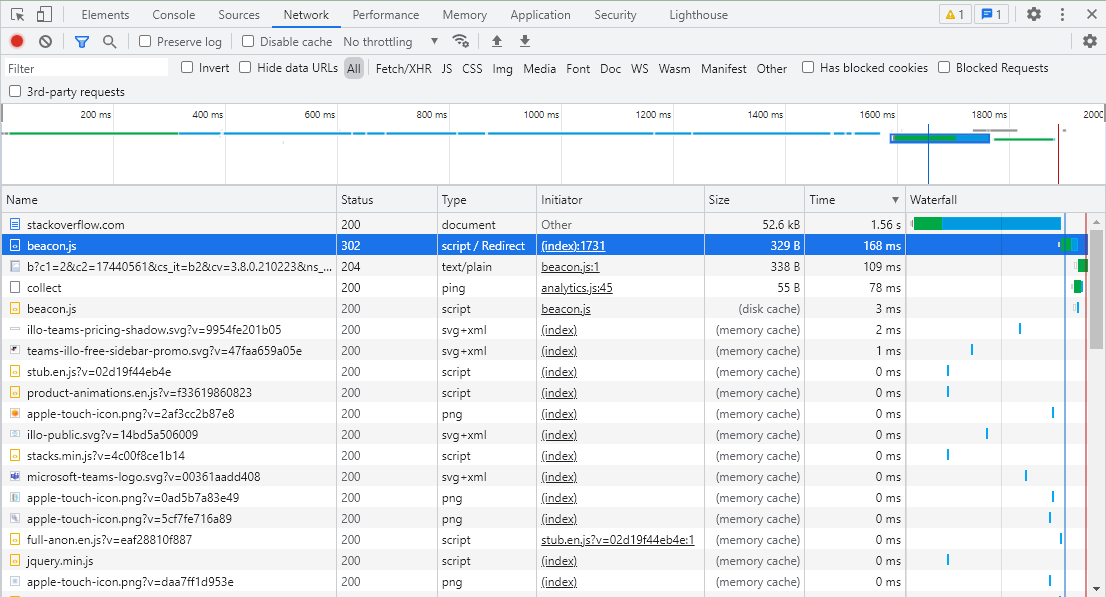 Elements Console Sources Network Performance Memory Application Security Lighthouse 1 1
Preserve log Disable cache No throttling
Filter Invert Hide data URLs All Fetch/XHR JS CSS Img Media Font Doc WS Wasm Manifest Other Has blocked cookies Blocked Requests
3rd-party requests
200 ms 400 ms 600 ms 800 ms 1000 ms 1200 ms 1400 ms 1600 ms 1800 ms 2000
Name Status Type Initiator Size Time Waterfall
stackoverflow.com 200 document Other 52.6 kB 1.56 s
beacon.js 302 script / Redirect (index):1731 329 B 168 ms
b?c1=2&c2=17440561&cs_it=b2&cv=3.8.0.210223&ns_... 204 text/plain beacon.js:1 338 B 109 ms
collect 200 ping analytics.js:45 55 B 78 ms
beacon.js 200 script beacon.js (disk cache) 3 ms
illo-teams-pricing-shadow.svg?v=9954fe201b05 200 svg+xml (index) (memory cache) 2 ms
teams-illo-free-sidebar-promo.svg?v=47faa659a05e 200 svg+xml (index) (memory cache) 1 ms
stub.en.js?v=02d19f44eb4e 200 script (index) (memory cache) 0 ms
product-animations.en.js?v=f33619860823 200 script (index) (memory cache) 0 ms
apple-touch-icon.png?v=2af3cc2b87e8 200 png (index) (memory cache) 0 ms
illo-public.svg?v=14bd5a506009 200 svg+xml (index) (memory cache) 0 ms
stacks.min.js?v=4c00f8ce1b14 200 script (index) (memory cache) 0 ms
microsoft-teams-logo.svg?v=00361aadd408 200 svg+xml (index) (memory cache) 0 ms
apple-touch-icon.png?v=0ad5b7a83e49 200 png (index) (memory cache) 0 ms
apple-touch-icon.png?v=5cf7fe716a89 200 png (index) (memory cache) 0 ms
full-anon.en.js?v=eaf28810f887 200 script stub.en.js?v=02d19f44eb4e:1 (memory cache) 0 ms
jquery.min.js 200 script (index) (memory cache) 0 ms
apple-touch-icon.png?v=daa7ff1d953e 200 png (index) (memory cache) 0 ms